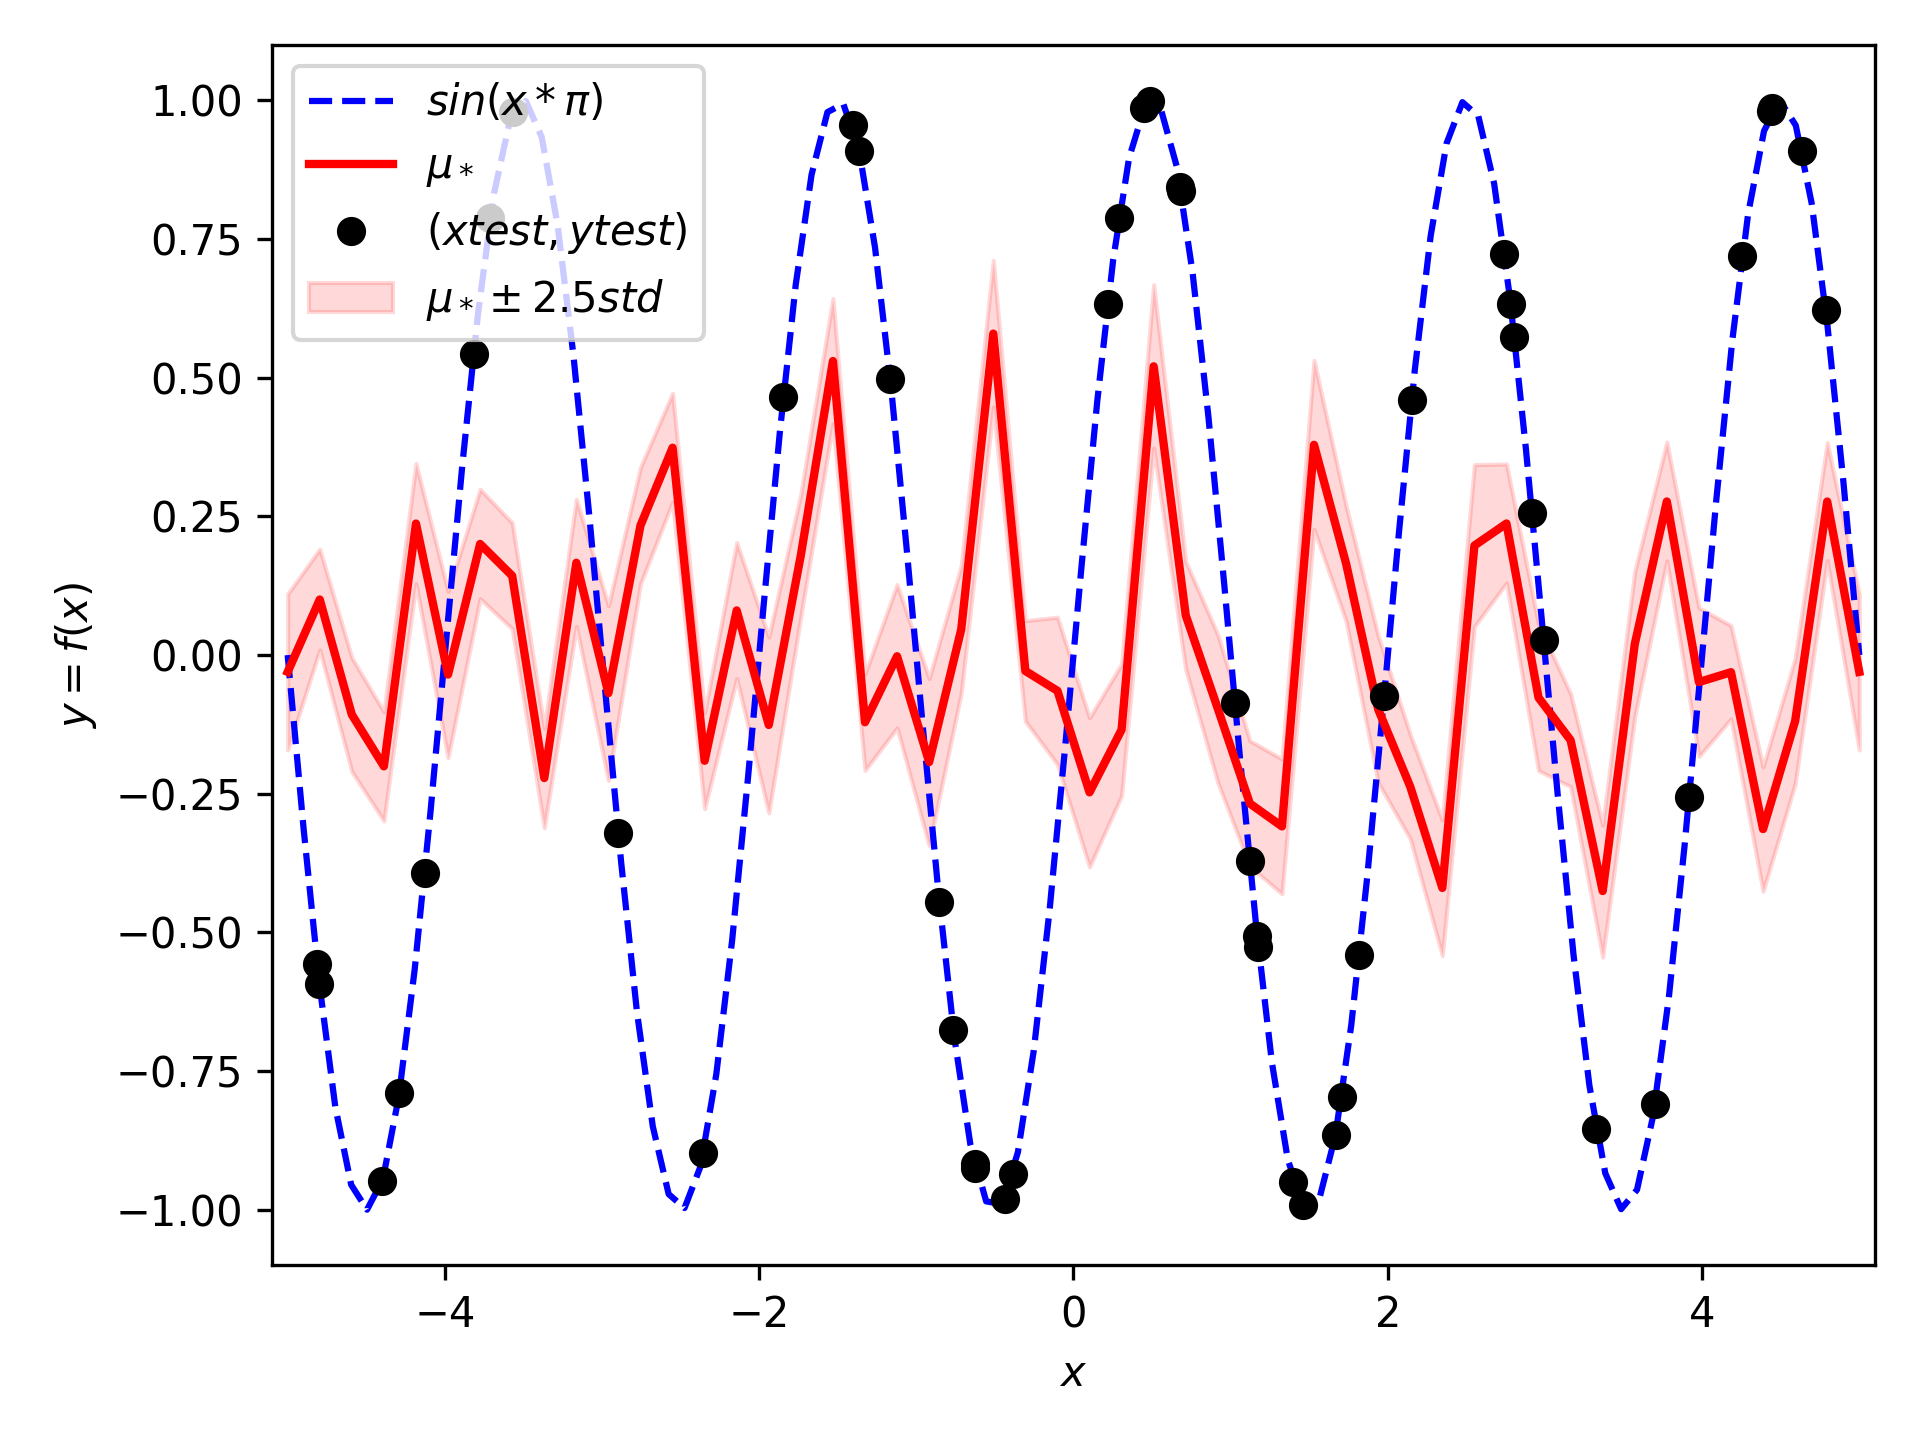 sin(x * π)
μ*
(xtest, ytest)
μ* ± 2.5std
1.00
0.75
0.50
0.25
0.00
−0.25
−0.50
−0.75
−1.00
y = f(x)
−4 −2 0 2 4
x